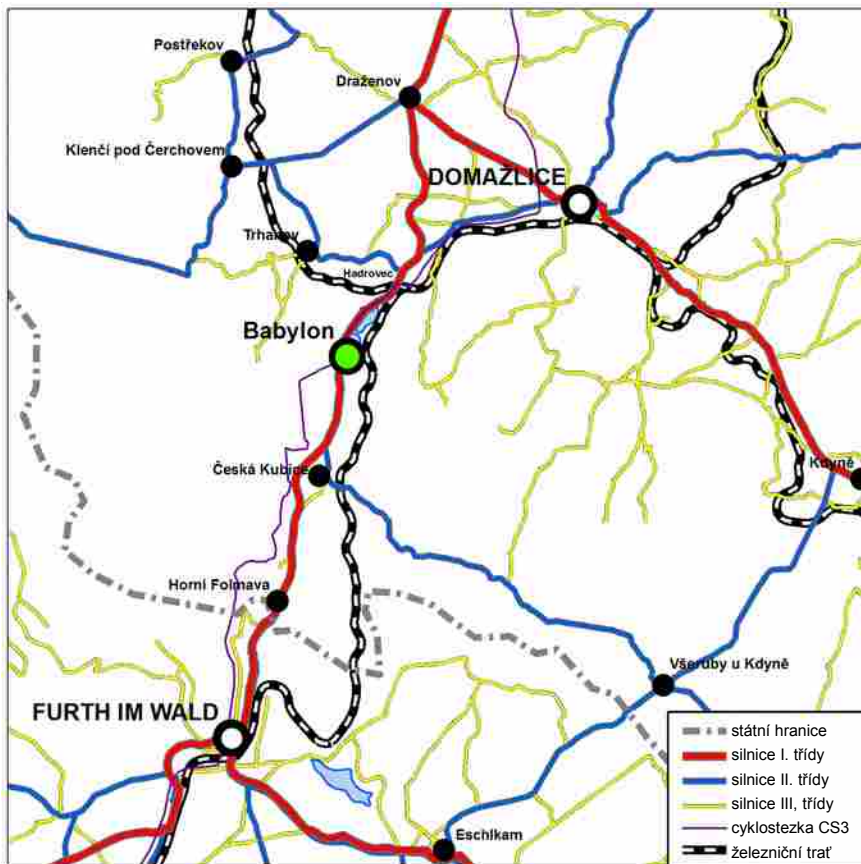 Postřekov
Draženov
Klenčí pod Čerchovem
DOMAŽLICE
Trhanov
Hadrovec
Babylon
Česká Kubice
Kdyně
Horní Folmava
Všeruby u Kdyně
FURTH IM WALD
Eschlkam
státní hranice
silnice I. třídy
silnice II. třídy
silnice III, třídy
cyklostezka CS3
železniční trať